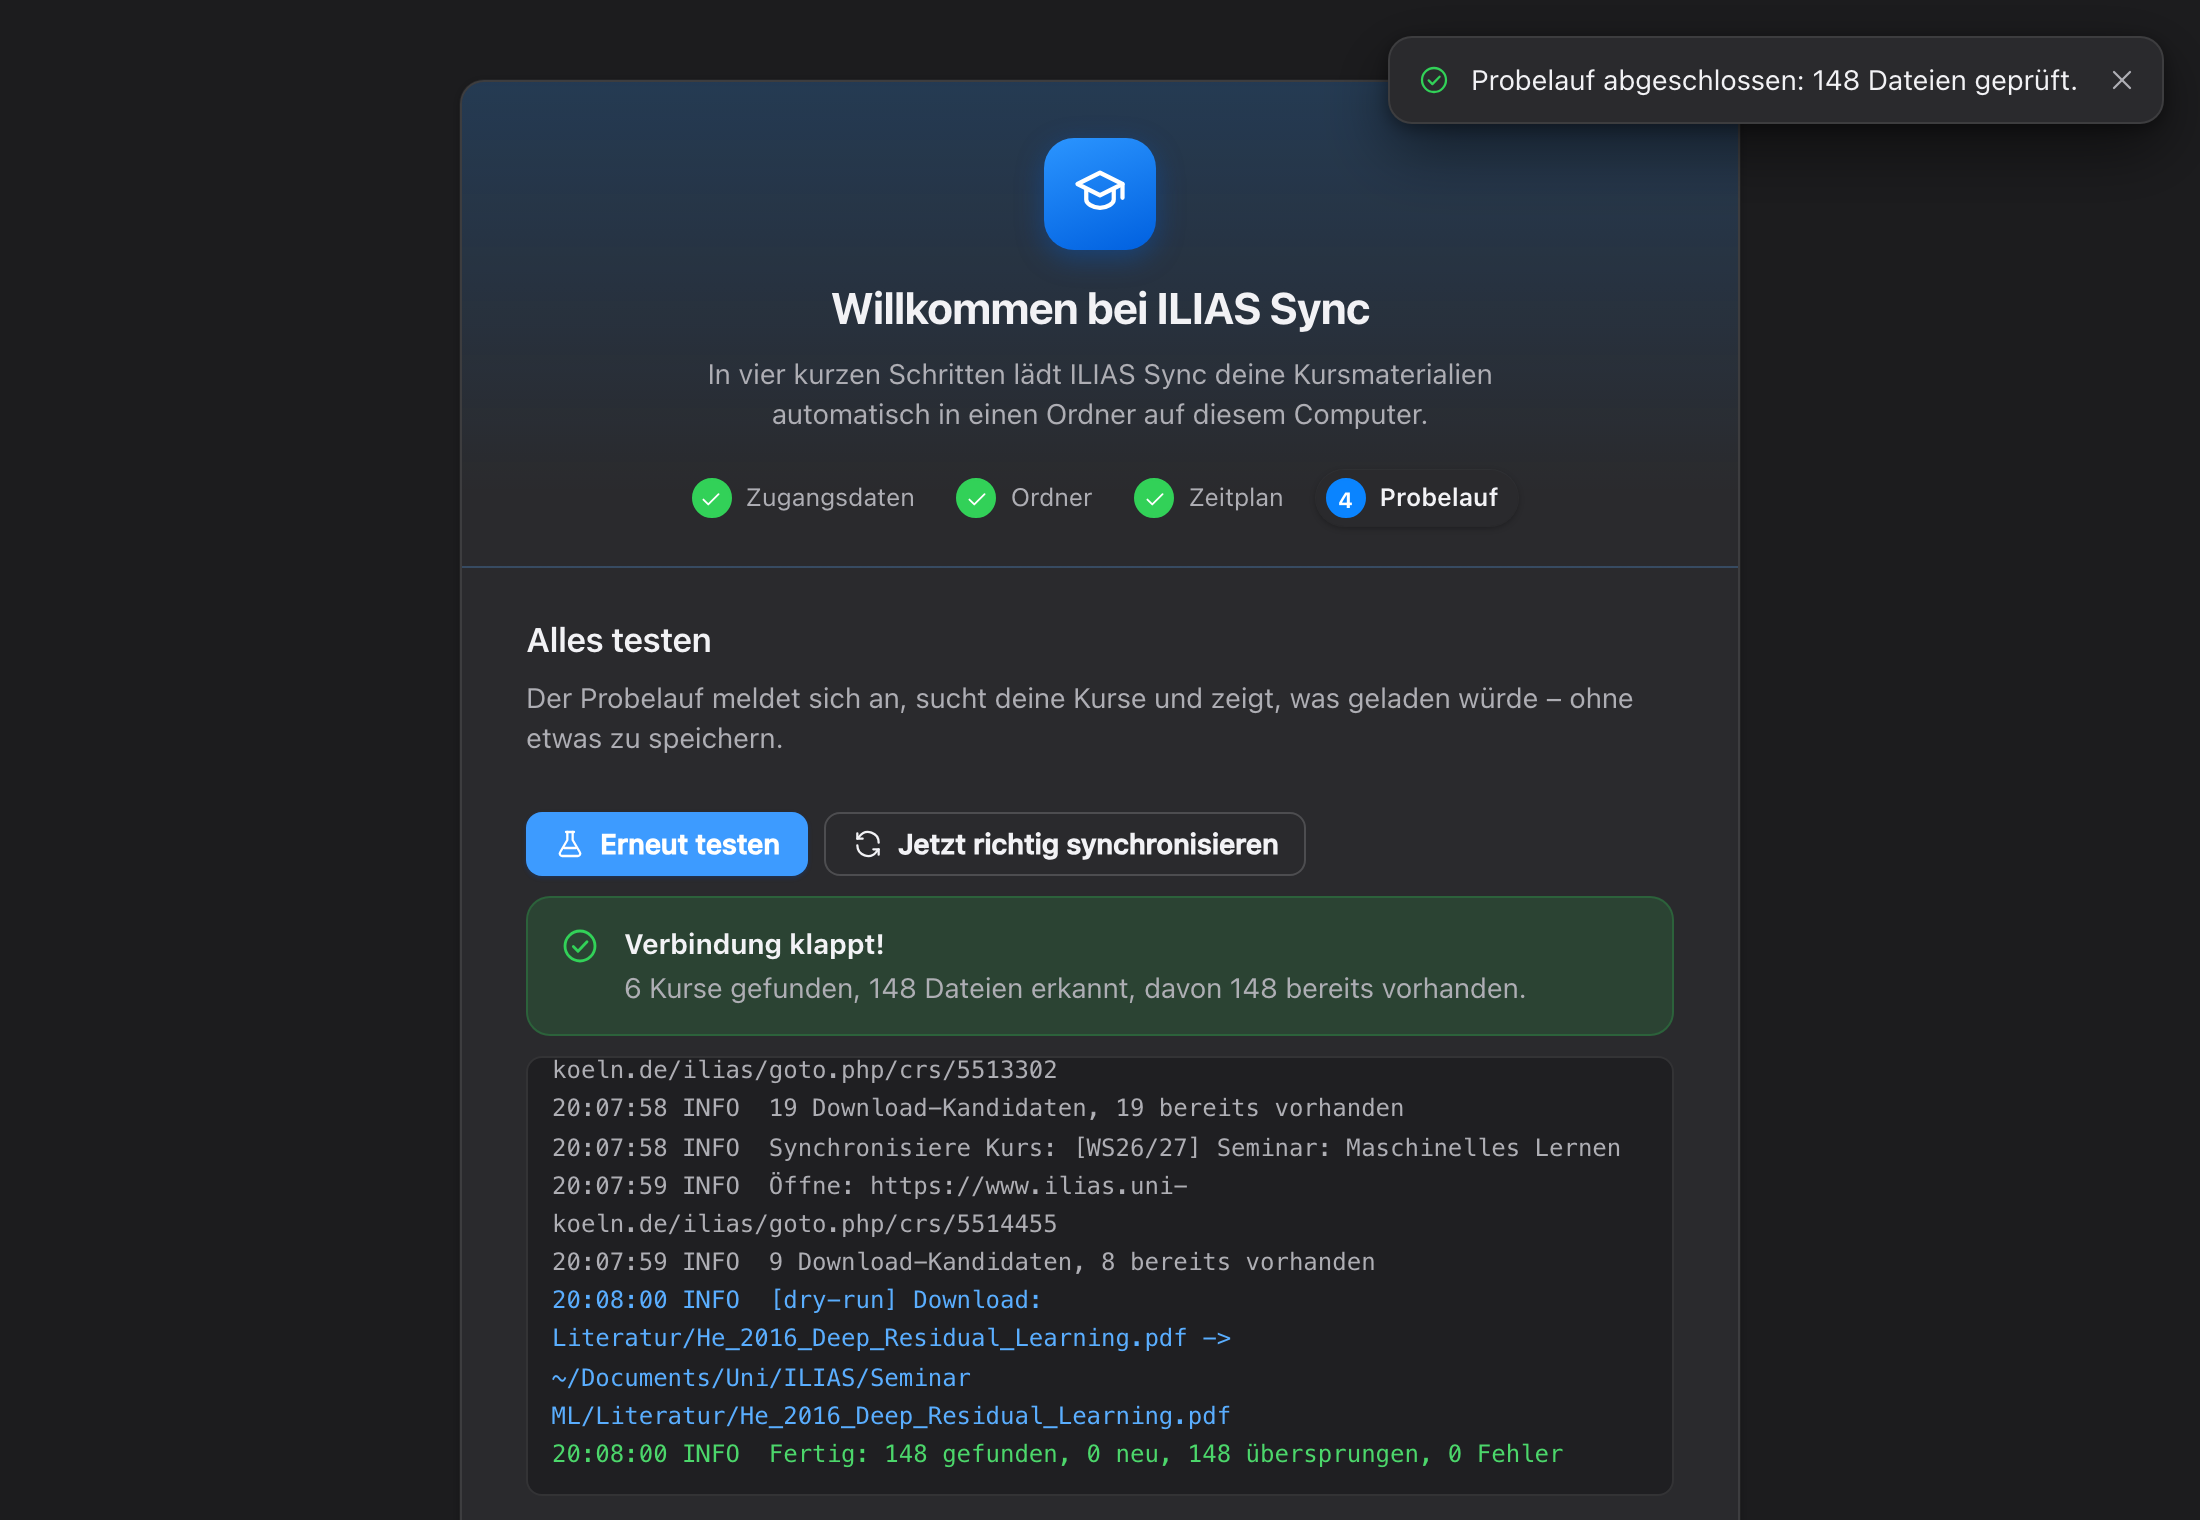 Probelauf abgeschlossen: 148 Dateien geprüft.
Willkommen bei ILIAS Sync
In vier kurzen Schritten lädt ILIAS Sync deine Kursmaterialien
automatisch in einen Ordner auf diesem Computer.
Zugangsdaten Ordner Zeitplan 4 Probelauf
Alles testen
Der Probelauf meldet sich an, sucht deine Kurse und zeigt, was geladen würde – ohne
etwas zu speichern.
Erneut testen Jetzt richtig synchronisieren
Verbindung klappt!
6 Kurse gefunden, 148 Dateien erkannt, davon 148 bereits vorhanden.
koeln.de/ilias/goto.php/crs/5513302
20:07:58 INFO  19 Download-Kandidaten, 19 bereits vorhanden
20:07:58 INFO  Synchronisiere Kurs: [WS26/27] Seminar: Maschinelles Lernen
20:07:59 INFO  Öffne: https://www.ilias.uni-
koeln.de/ilias/goto.php/crs/5514455
20:07:59 INFO  9 Download-Kandidaten, 8 bereits vorhanden
20:08:00 INFO  [dry-run] Download:
Literatur/He_2016_Deep_Residual_Learning.pdf ->
~/Documents/Uni/ILIAS/Seminar
ML/Literatur/He_2016_Deep_Residual_Learning.pdf
20:08:00 INFO  Fertig: 148 gefunden, 0 neu, 148 übersprungen, 0 Fehler